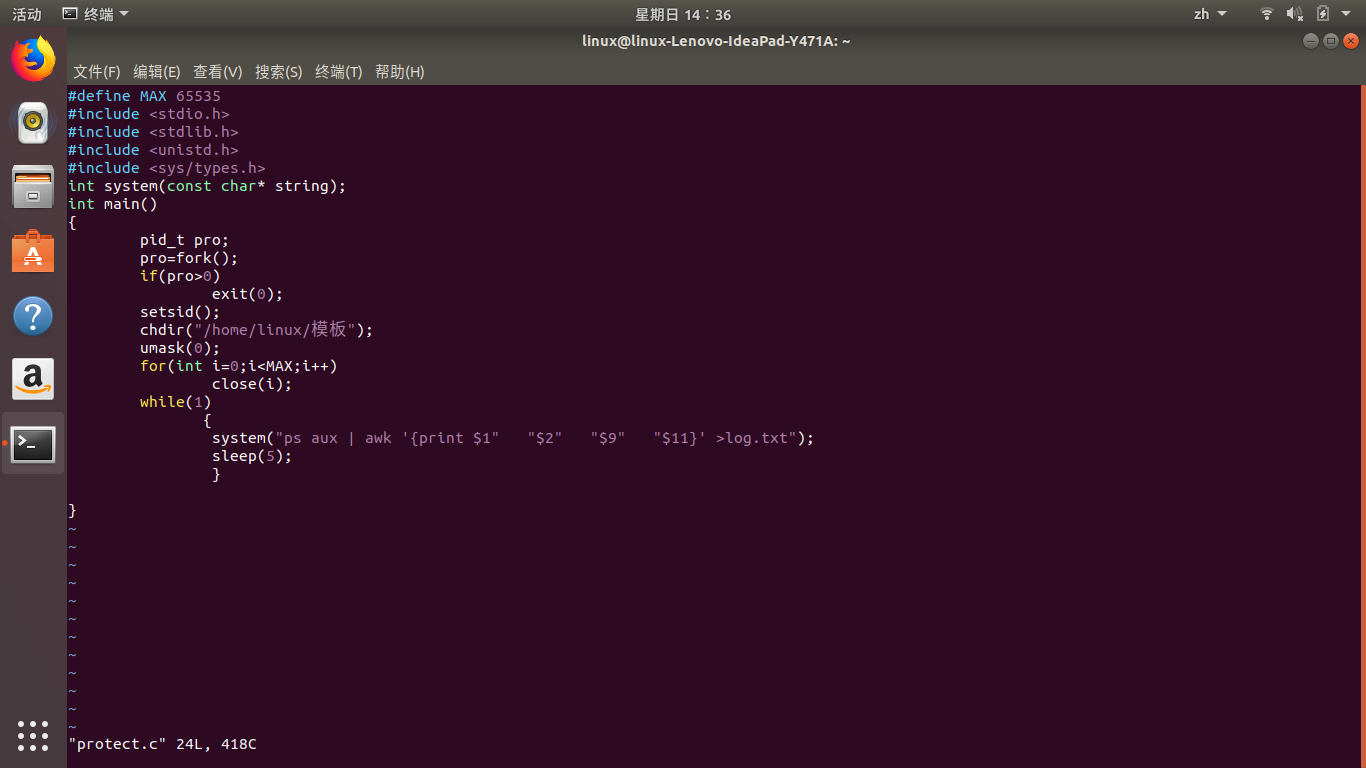 活动 终端 星期日 14：36 zh
linux@linux-Lenovo-IdeaPad-Y471A: ~
文件(F) 编辑(E) 查看(V) 搜索(S) 终端(T) 帮助(H)
#define MAX 65535
#include <stdio.h>
#include <stdlib.h>
#include <unistd.h>
#include <sys/types.h>
int system(const char* string);
int main()
{
        pid_t pro;
        pro=fork();
        if(pro>0)
                exit(0);
        setsid();
        chdir("/home/linux/模板");
        umask(0);
        for(int i=0;i<MAX;i++)
                close(i);
        while(1)
               {
                system("ps aux | awk '{print $1"   "$2"   "$9"   "$11}' >log.txt");
                sleep(5);
                }
}
~
~
~
~
~
~
~
~
~
~
~
~
"protect.c" 24L, 418C